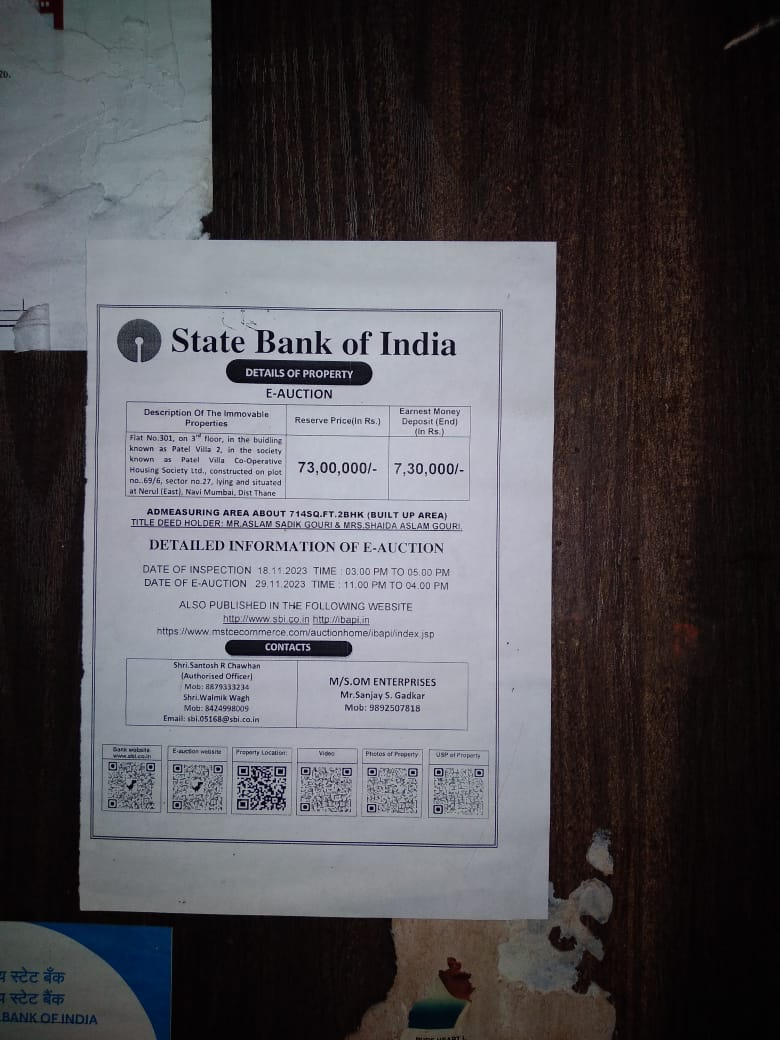 20.
State Bank of India
DETAILS OF PROPERTY
E-AUCTION
Description Of The Immovable Properties
Reserve Price(In Rs.)
Earnest Money Deposit (End) (In Rs.)
Flat No.301, on 3rd floor, in the buidling
known as Patel Villa 2, in the society
known as Patel Villa Co-Operative
Housing Society Ltd., constructed on plot
no..69/6, sector no.27, lying and situated
at Nerul (East), Navi Mumbai, Dist Thane
73,00,000/-
7,30,000/-
ADMEASURING AREA ABOUT 714SQ.FT.2BHK (BUILT UP AREA)
TITLE DEED HOLDER: MR.ASLAM SADIK GOURI & MRS.SHAIDA ASLAM GOURI.
DETAILED INFORMATION OF E-AUCTION
DATE OF INSPECTION 18.11.2023 TIME : 03.00 PM TO 05:00 PM
DATE OF E-AUCTION 29.11.2023 TIME : 11.00 PM TO 04.00 PM
ALSO PUBLISHED IN THE FOLLOWING WEBSITE
http://www.sbi.co.in http://ibapi.in
https://www.mstcecommerce.com/auctionhome/ibapi/index.jsp
CONTACTS
Shri.Santosh R Chawhan
(Authorised Officer)
Mob: 8879333234
Shri.Walmik Wagh
Mob: 8424998009
Email: sbi.05168@sbi.co.in
M/S.OM ENTERPRISES
Mr.Sanjay S. Gadkar
Mob: 9892507818
Bank website
www.sbi.co.in
E-auction website
Property Location:
Video
Photos of Property
USP of Property
स्टेट बँक
स्टेट बैंक
BANK OF INDIA